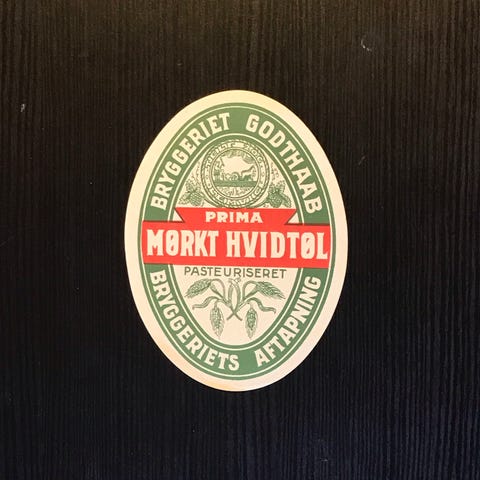 BRYGGERIET GODTHAAB
PRIMA
MØRKT HVIDTØL
PASTEURISERET
BRYGGERIETS AFTAPNING